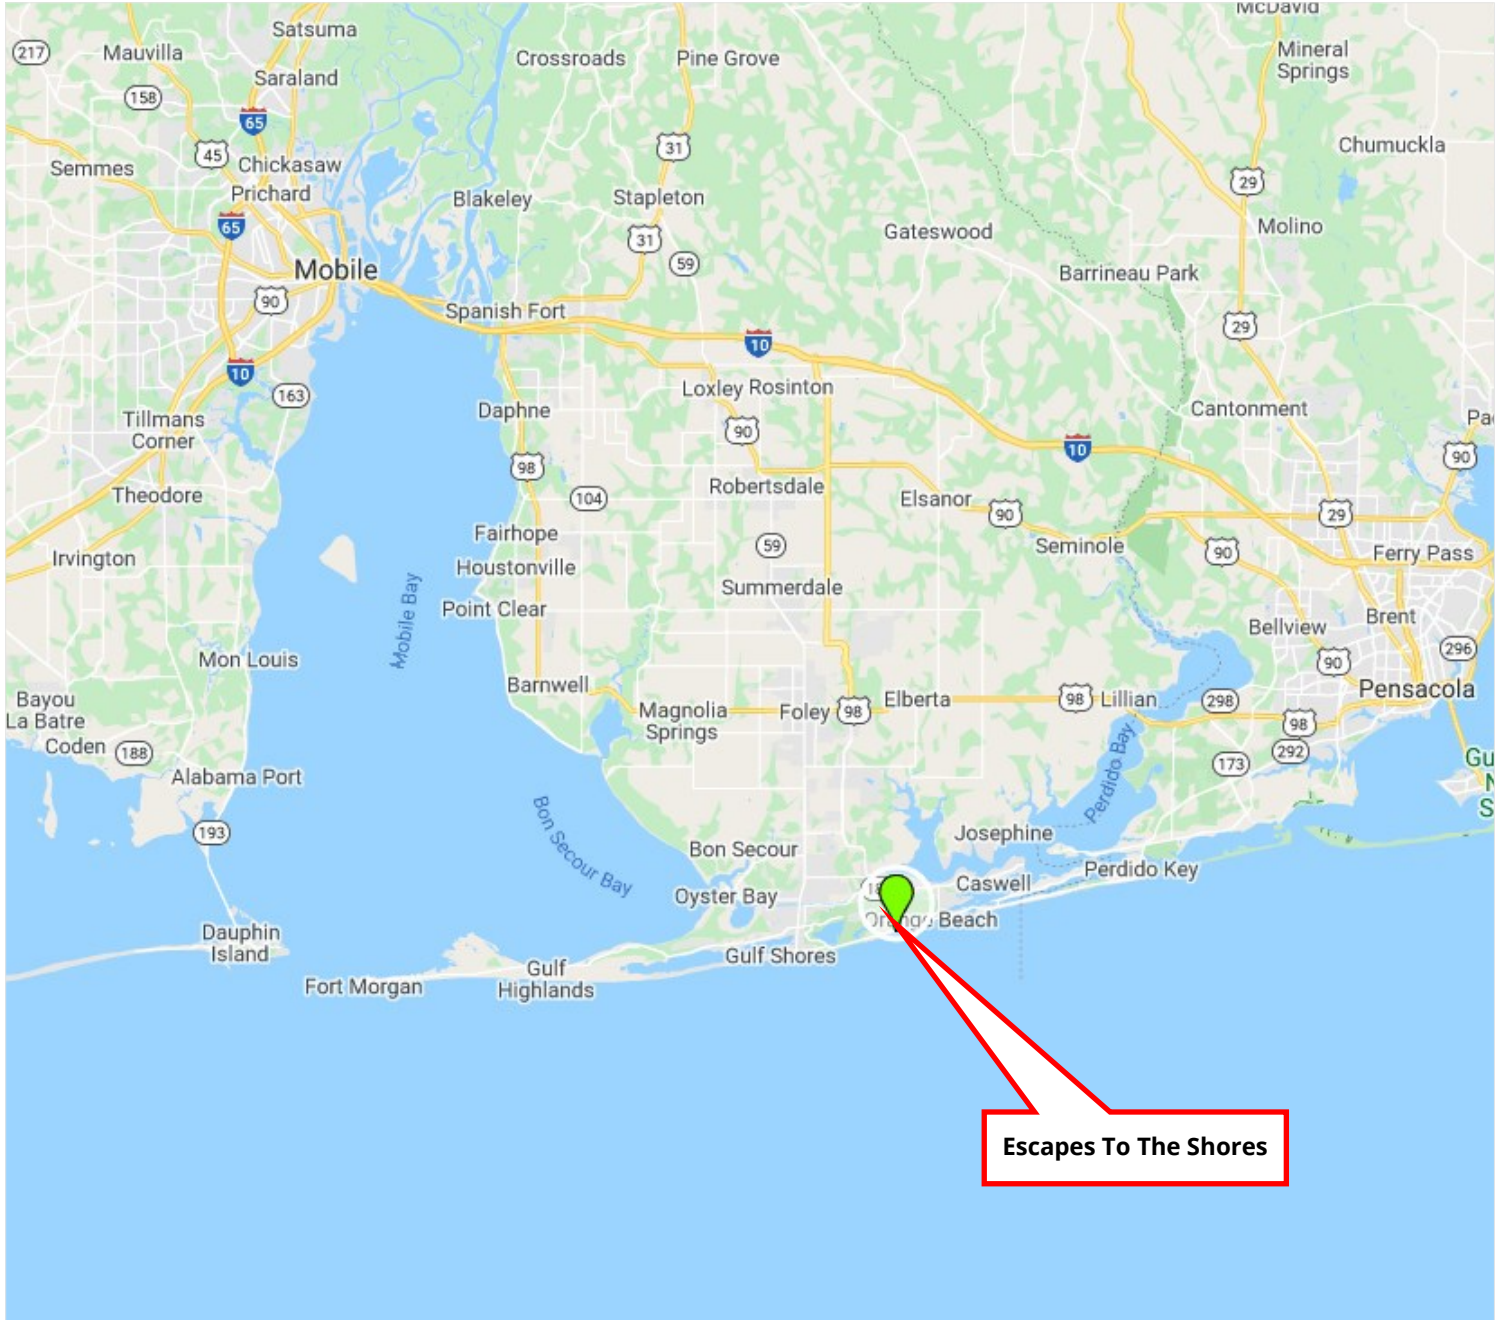 McDavid
Satsuma
217
Mauvilla
Crossroads
Pine Grove
Mineral
Springs
Saraland
158
65
31
45
Chumuckla
Chickasaw
Semmes
29
Prichard
Blakeley
Stapleton
65
Molino
Gateswood
31
59
Mobile
Barrineau Park
90
Spanish Fort
29
10
10
163
Loxley
Rosinton
Daphne
Cantonment
Tillmans
Corner
90
10
90
98
Theodore
104
Robertsdale
Elsanor
90
29
Fairhope
59
Seminole
90
Irvington
Ferry Pass
Houstonville
Summerdale
Point Clear
Mobile Bay
Brent
Bellview
296
Mon Louis
90
Barnwell
Pensacola
Bayou
La Batre
98
Lillian
298
Elberta
Magnolia
Springs
Foley
98
98
Coden
188
292
173
Alabama Port
Perdido Bay
193
Josephine
Bon Secour Bay
Bon Secour
Perdido Key
Caswell
Oyster Bay
Orange Beach
Dauphin
Island
Gulf Shores
Gulf
Highlands
Fort Morgan
Escapes To The Shores